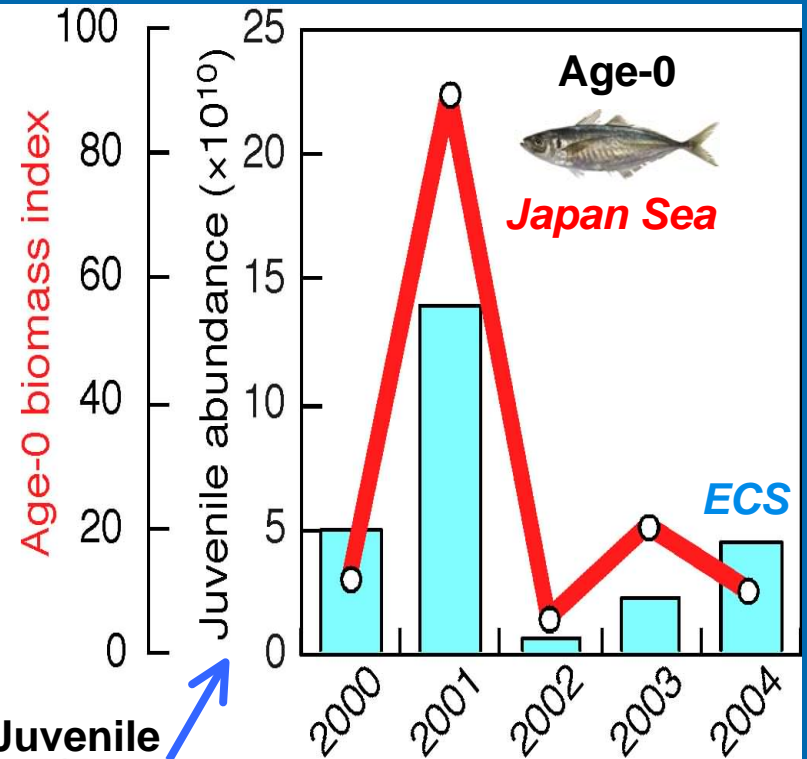 Age-0 biomass index
100
80
60
40
20
0
Juvenile abundance (×10¹⁰)
25
20
15
10
5
0
Age-0
Japan Sea
ECS
2000
2001
2002
2003
2004
Juvenile